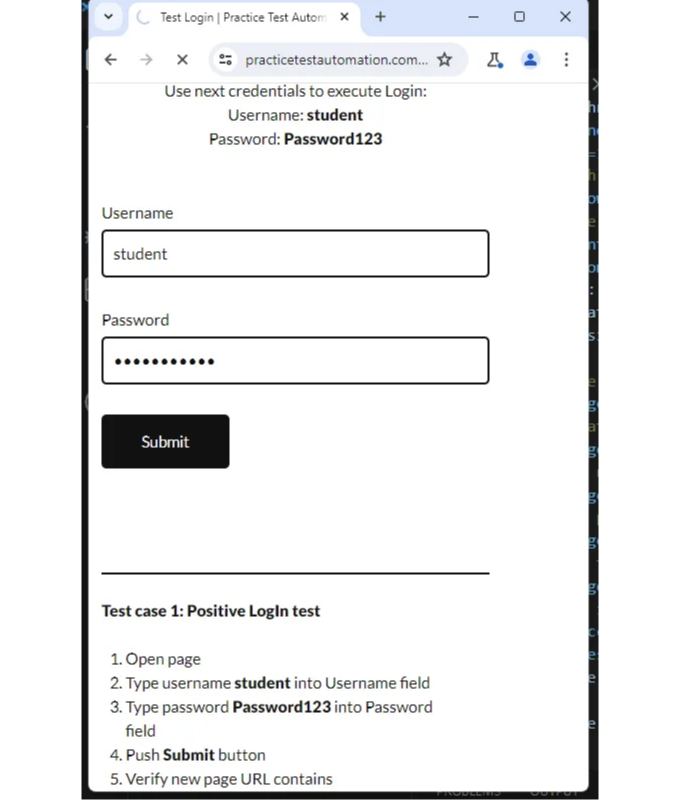 Test Login | Practice Test Autom
practicetestautomation.com...
Use next credentials to execute Login:
Username: student
Password: Password123
Username
student
Password
•••••••••••
Submit
Test case 1: Positive LogIn test
1. Open page
2. Type username student into Username field
3. Type password Password123 into Password
field
4. Push Submit button
5. Verify new page URL contains
PROBLEMS OUTPUT